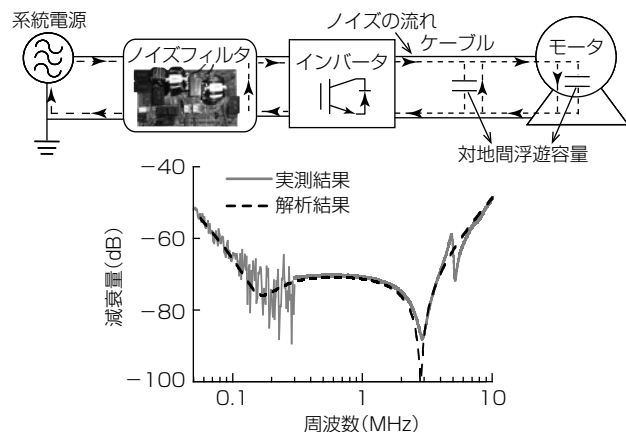 系統電源
ノイズフィルタ
インバータ
ノイズの流れ
ケーブル
モータ
対地間浮遊容量
実測結果
解析結果
減衰量(dB)
−40
−60
−80
−100
0.1
1
10
周波数(MHz)